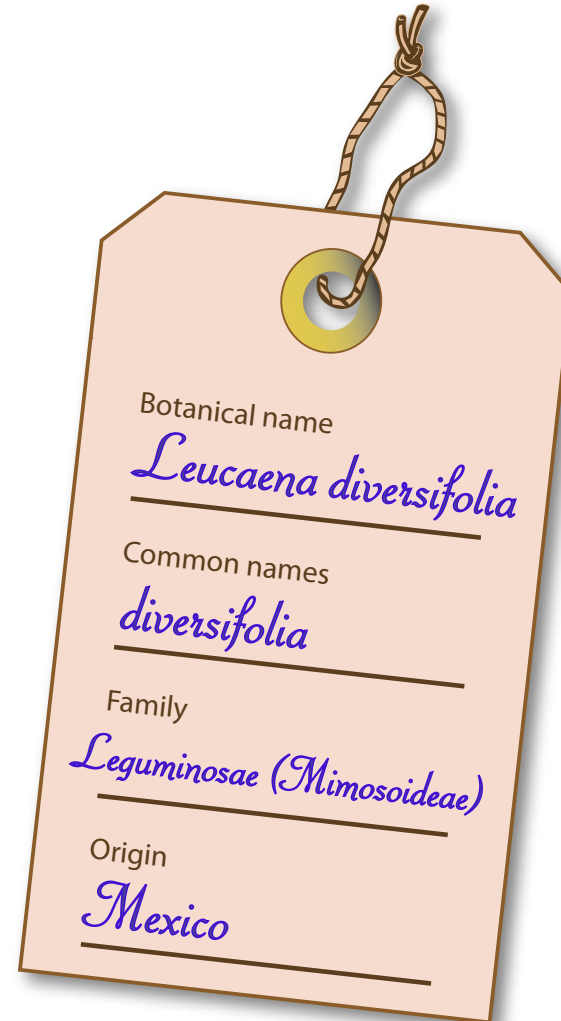 Botanical name
Leucaena diversifolia
Common names
diversifolia
Family
Leguminosae (Mimosoideae)
Origin
Mexico